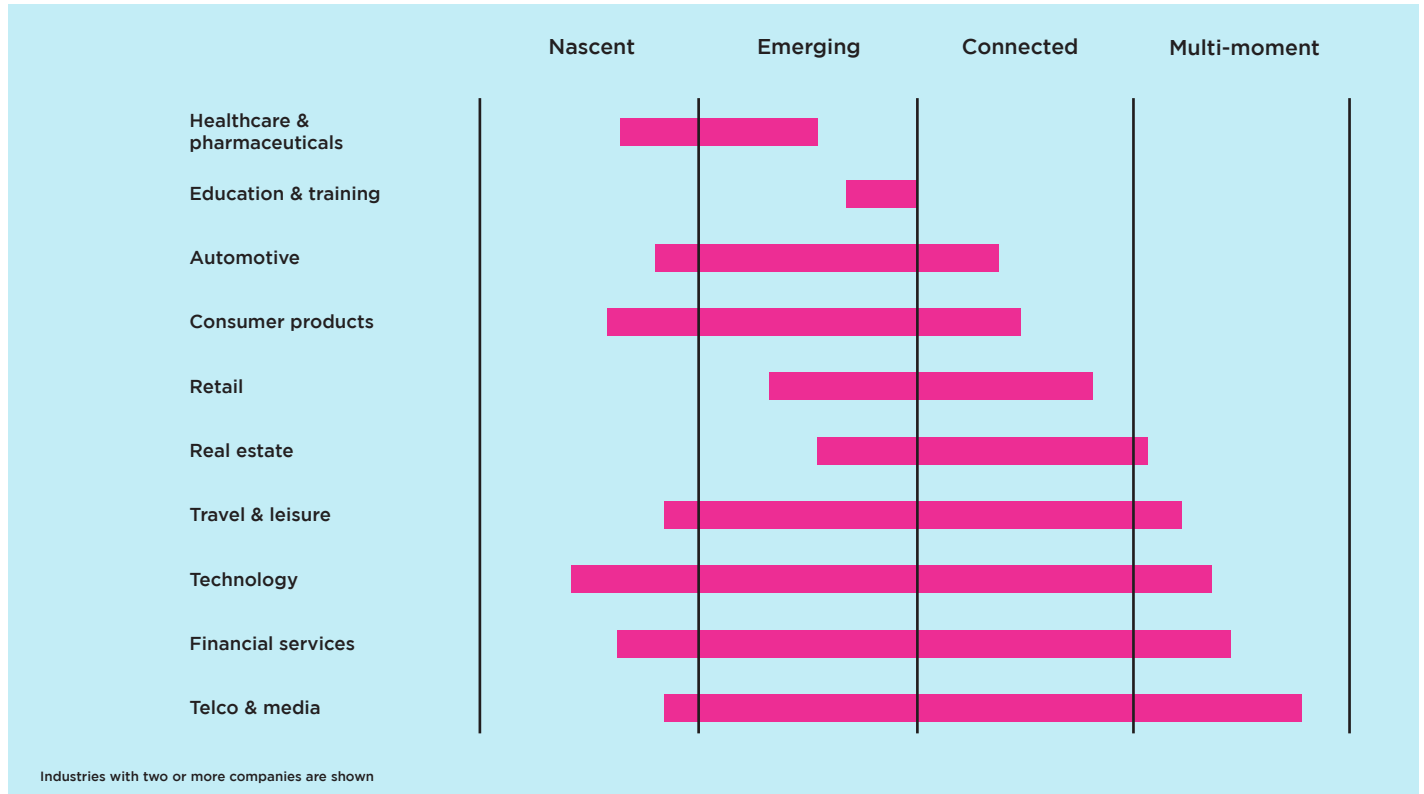 Nascent Emerging Connected Multi-moment
Healthcare &
pharmaceuticals
Education & training
Automotive
Consumer products
Retail
Real estate
Travel & leisure
Technology
Financial services
Telco & media
Industries with two or more companies are shown